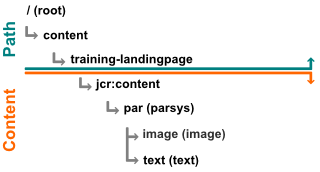 / (root)
content
training-landingpage
jcr:content
par (parsys)
image (image)
text (text)
Path
Content